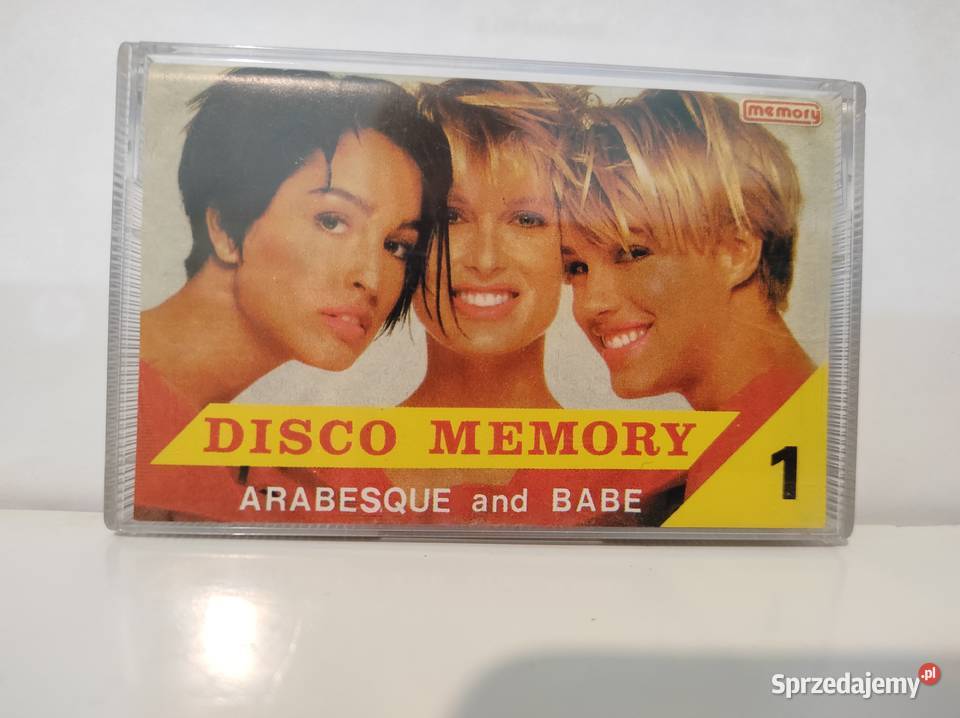 memory
DISCO MEMORY
ARABESQUE and BABE
1
Sprzedajemy.pl